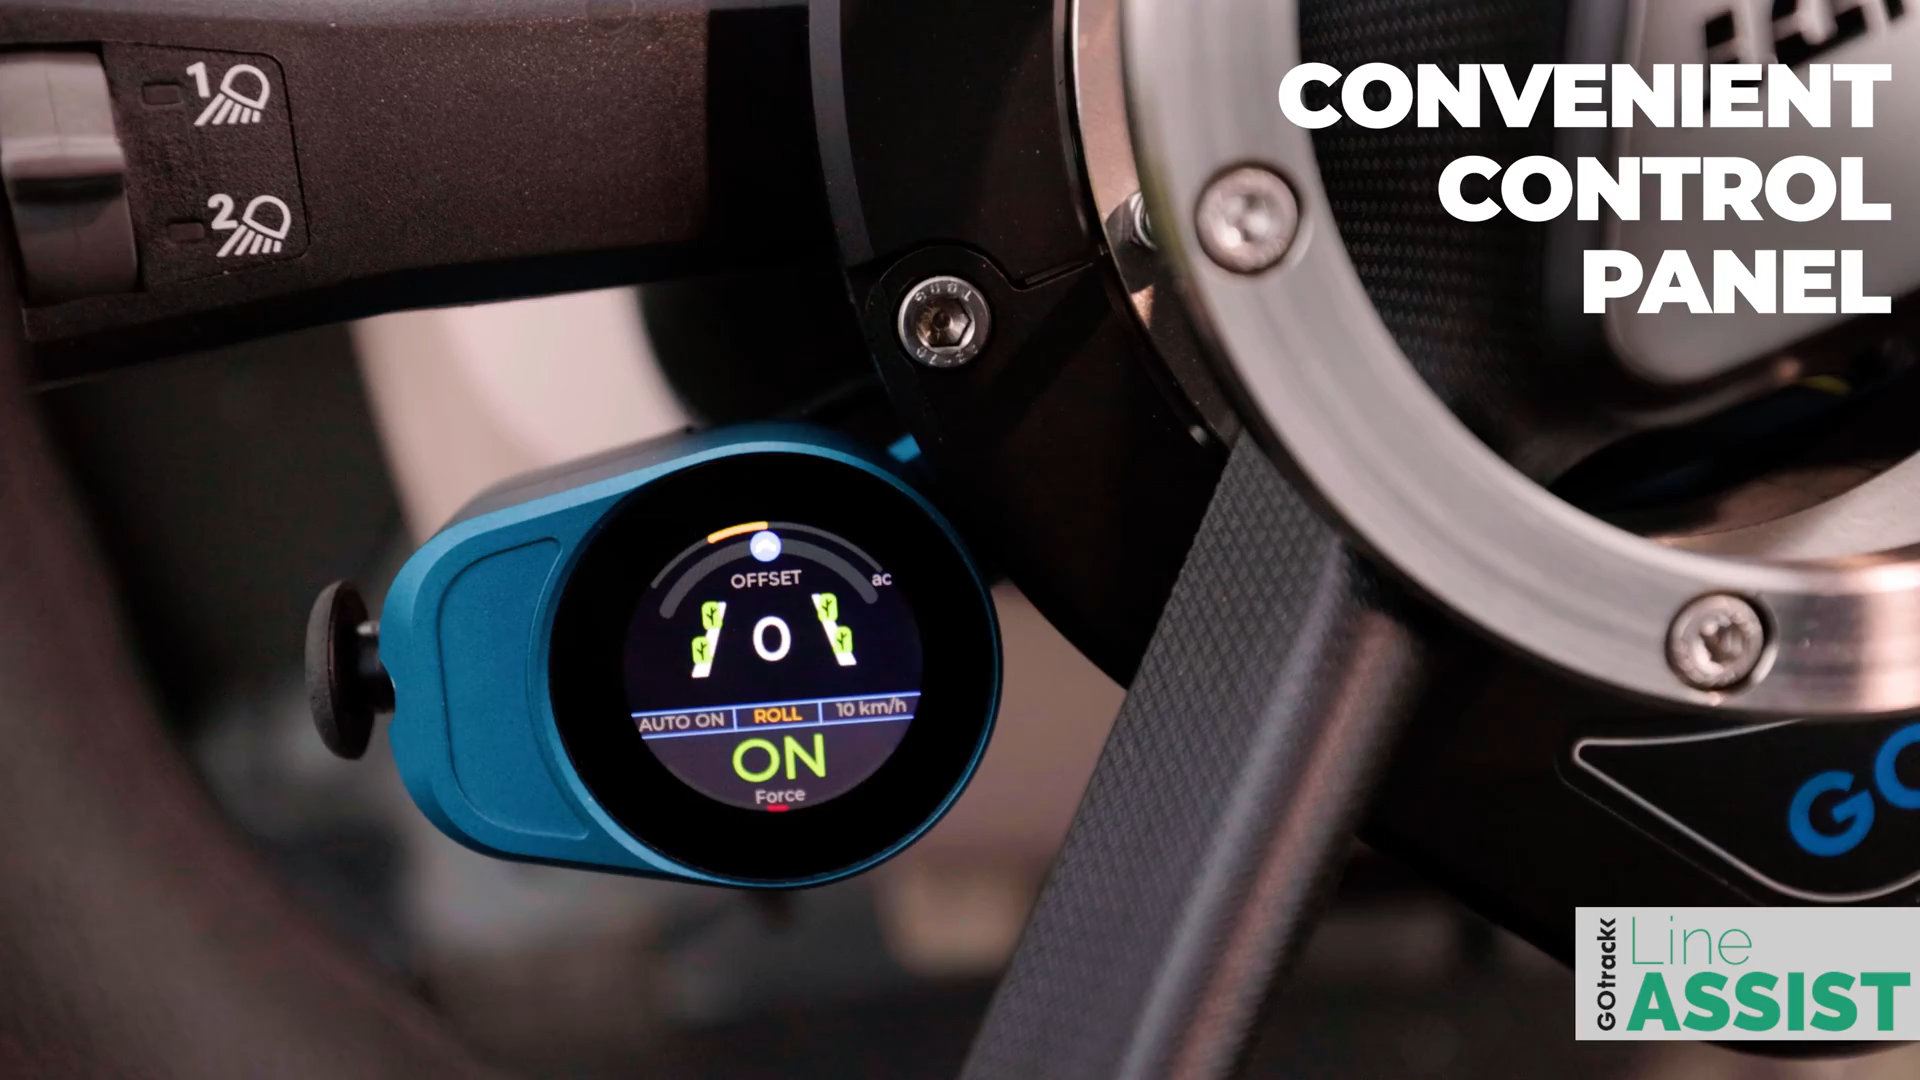 CONVENIENT
CONTROL
PANEL
1
2
OFFSET
ac
0
AUTO ON ROLL 10 km/h
ON
Force
GO
GOtrack
Line
ASSIST